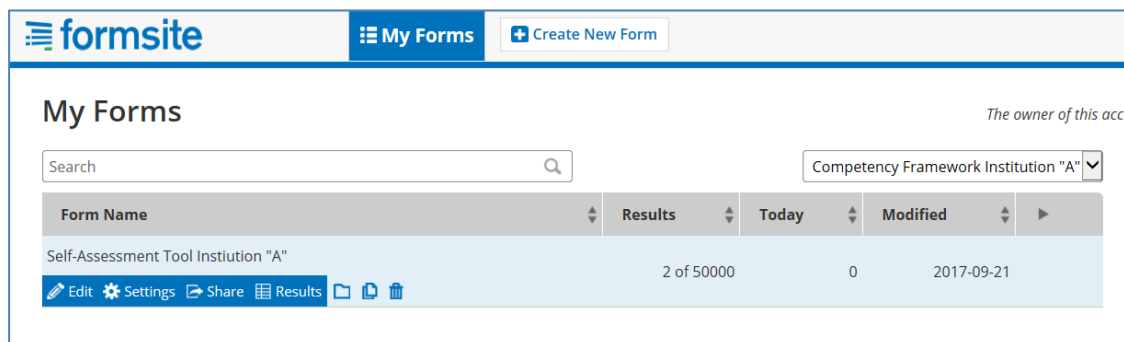 formsite My Forms Create New Form
My Forms
The owner of this acc
Search Competency Framework Institution "A"
Form Name Results Today Modified
Self-Assessment Tool Instiution "A"
2 of 50000 0 2017-09-21
Edit Settings Share Results